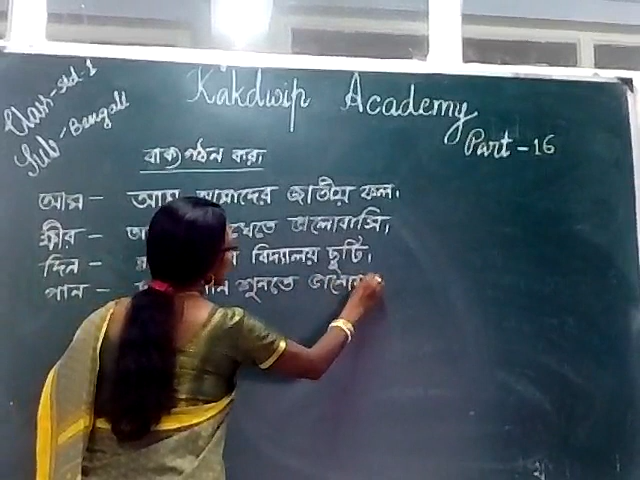 Class-std-1
Sub-Bengali
Kakdwip Academy
Part-16
বাক্যগঠন কর।
আম - আম আমাদের জাতীয় ফল।
ক্ষীর - খেতে ভালোবাসি।
দিন - বিদ্যালয় ছুটি।
গান - গান শুনতে